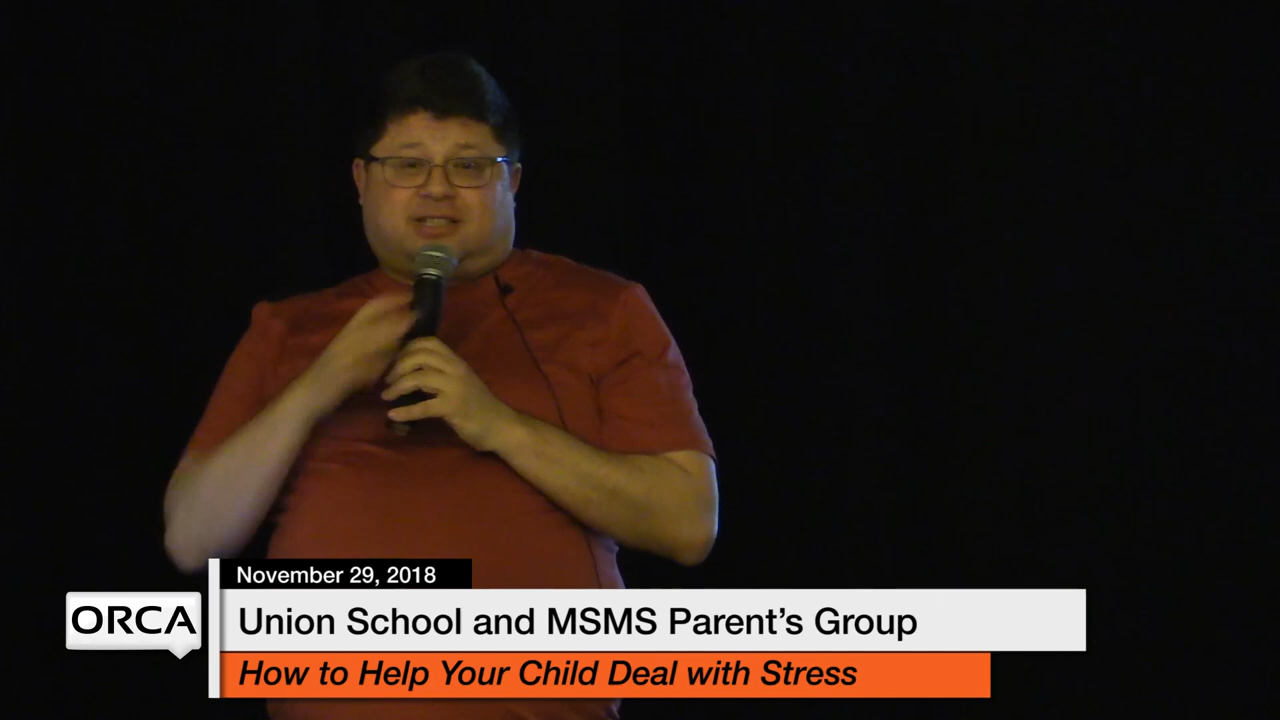 November 29, 2018
ORCA
Union School and MSMS Parent's Group
How to Help Your Child Deal with Stress